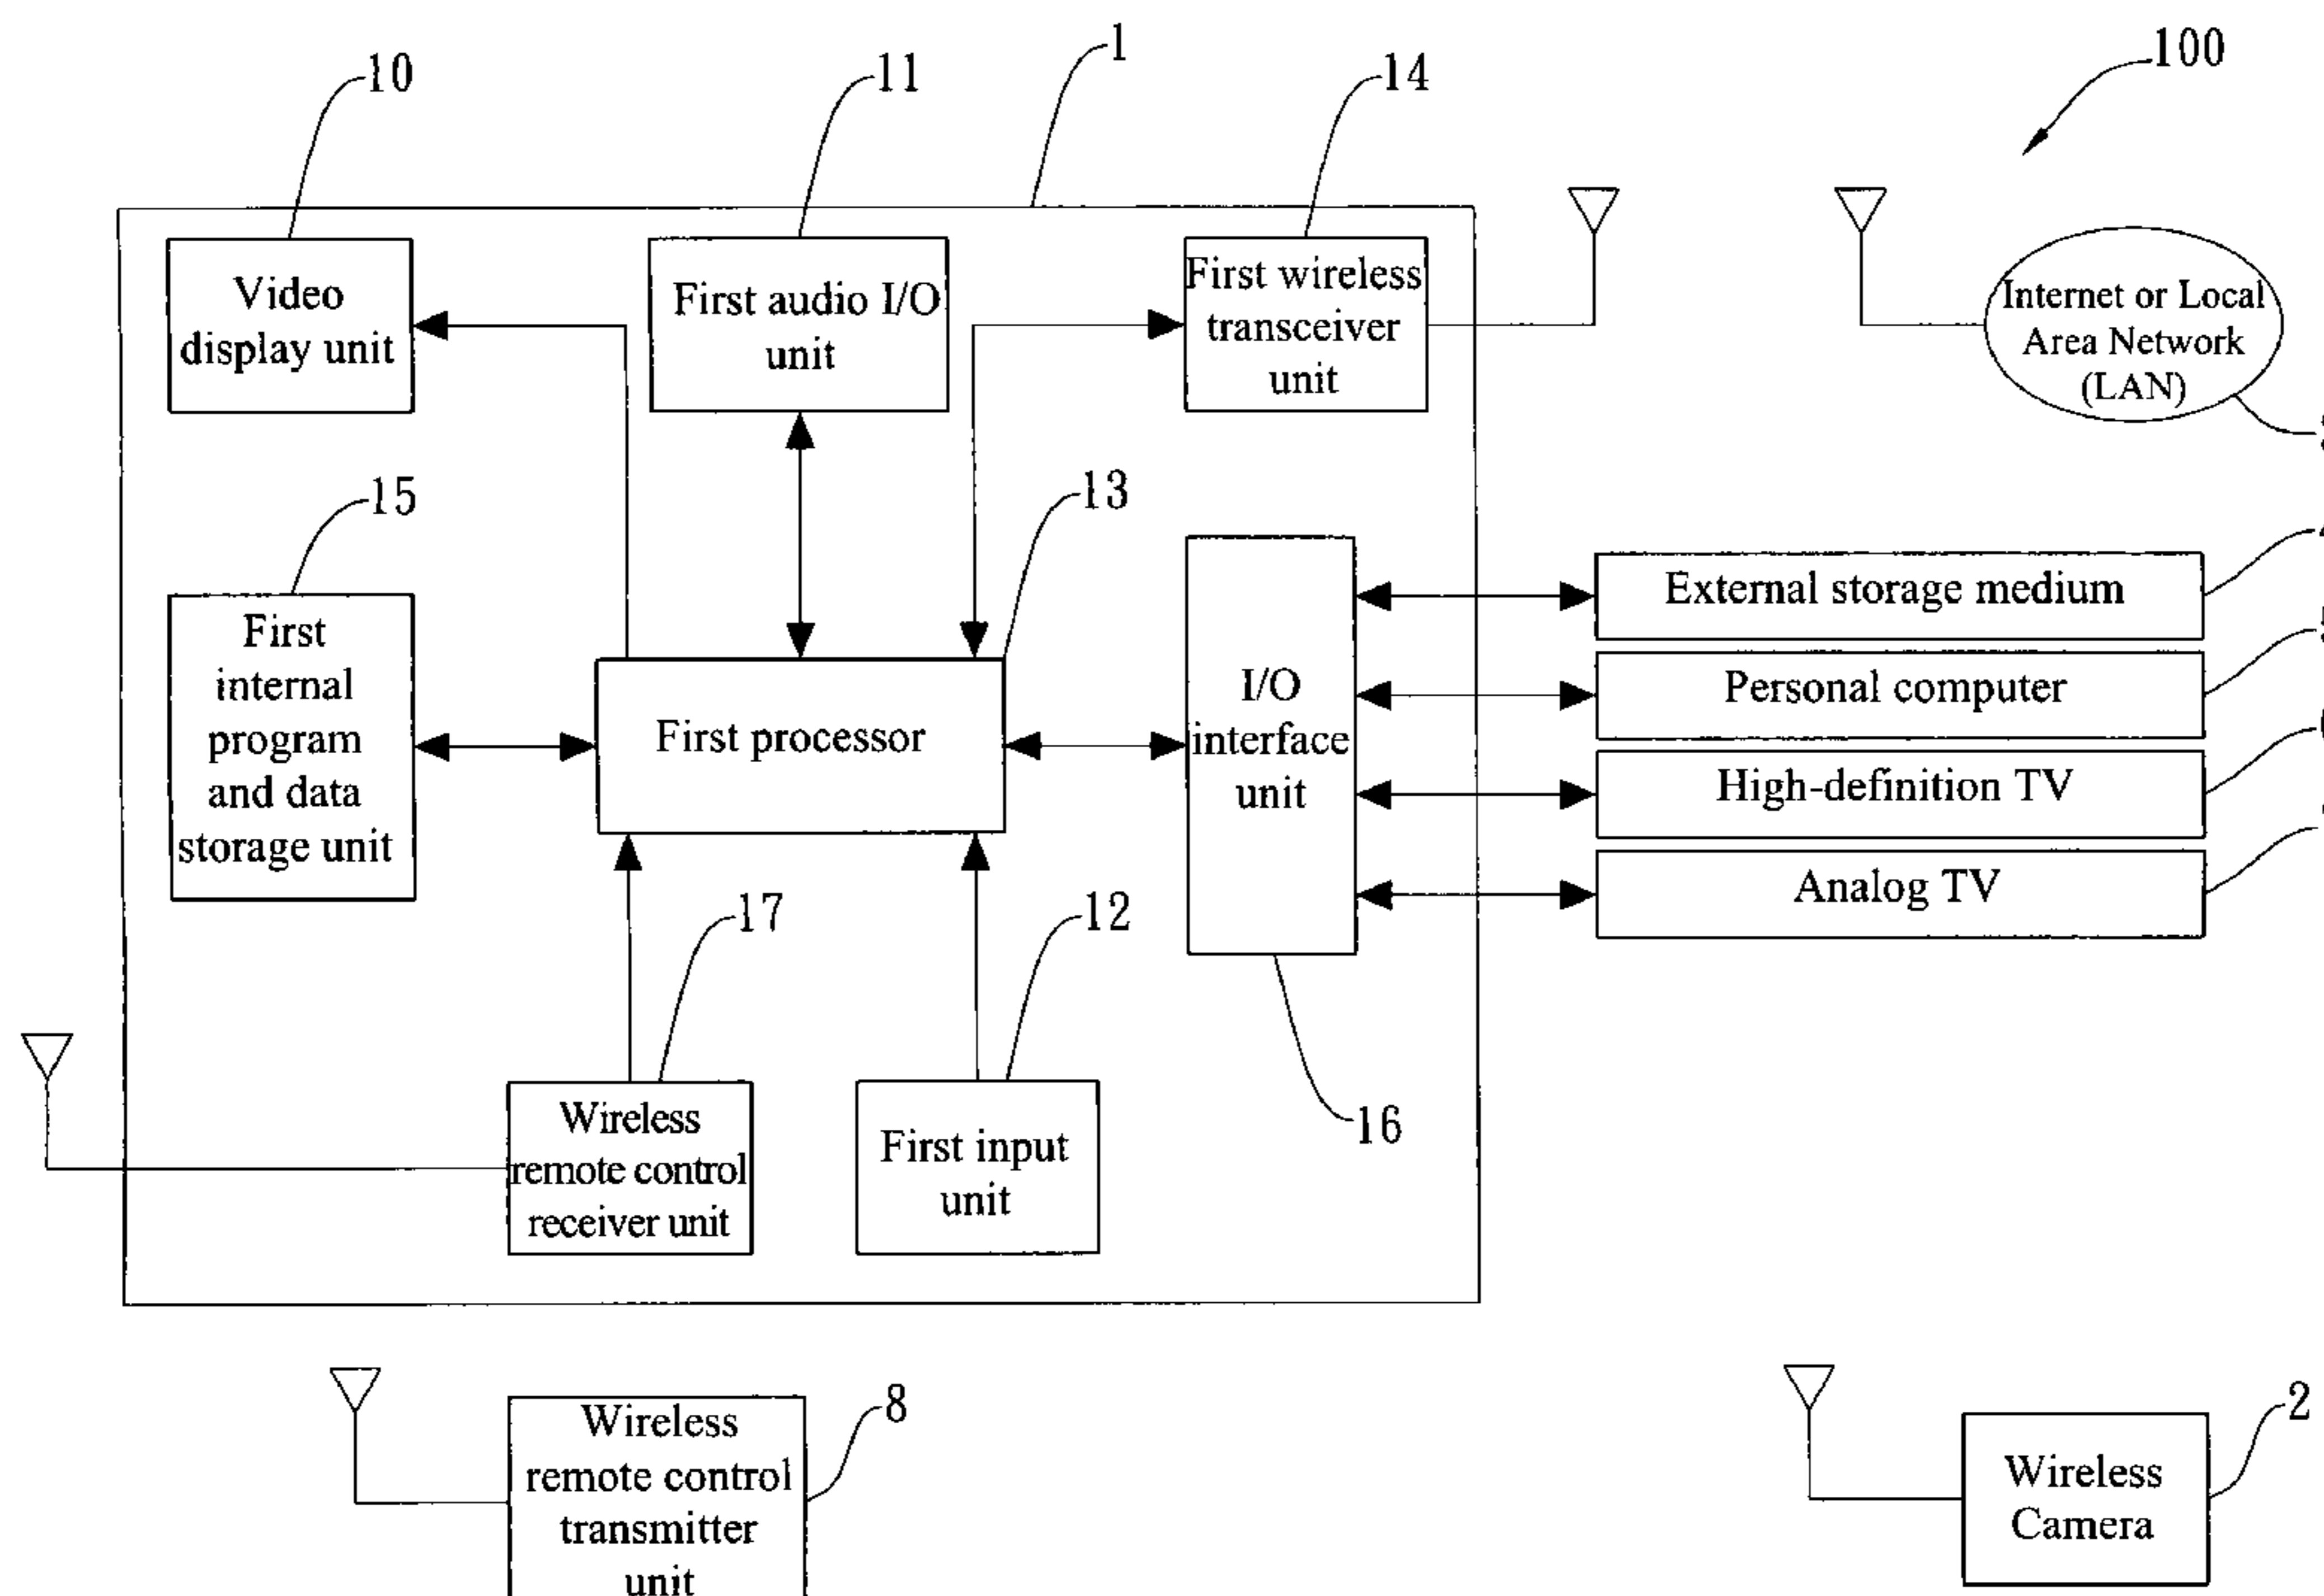 1
100
10
11
14
Video
display unit
First audio I/O
unit
First wireless
transceiver
unit
Internet or Local
Area Network
(LAN)
15
13
First
internal
program
and data
storage unit
First processor
I/O
interface
unit
External storage medium
Personal computer
High-definition TV
Analog TV
17
12
16
Wireless
remote control
receiver unit
First input
unit
8
Wireless
remote control
transmitter
unit
2
Wireless
Camera